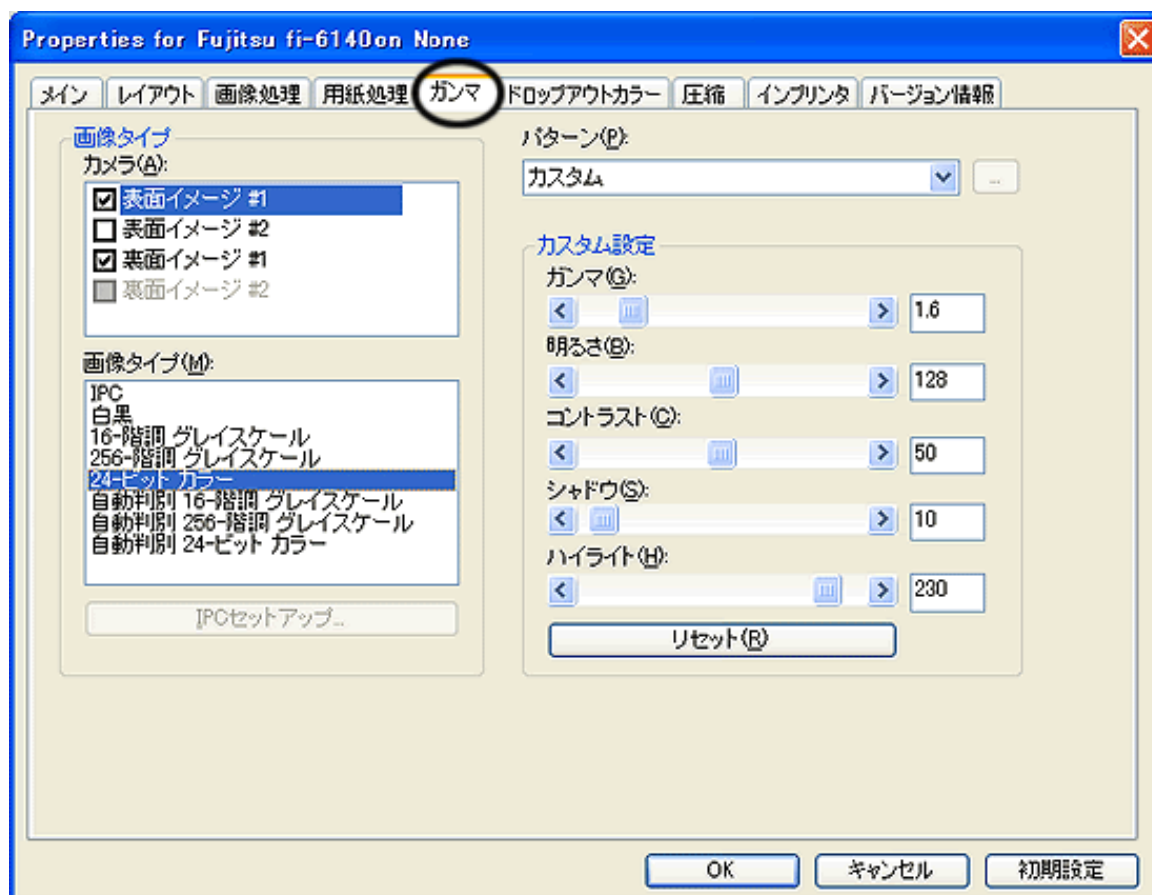 Properties for Fujitsu fi-6140on None
メイン レイアウト 画像処理 用紙処理 ガンマ ドロップアウトカラー 圧縮 インプリンタ バージョン情報
画像タイプ
カメラ(A):
表面イメージ #1
表面イメージ #2
裏面イメージ #1
裏面イメージ #2
画像タイプ(M):
IPC
白黒
16-階調 グレイスケール
256-階調 グレイスケール
24-ビット カラー
自動判別 16-階調 グレイスケール
自動判別 256-階調 グレイスケール
自動判別 24-ビット カラー
IPCセットアップ...
パターン(P):
カスタム
...
カスタム設定
ガンマ(G):
1.6
明るさ(B):
128
コントラスト(C):
50
シャドウ(S):
10
ハイライト(H):
230
リセット(R)
OK キャンセル 初期設定